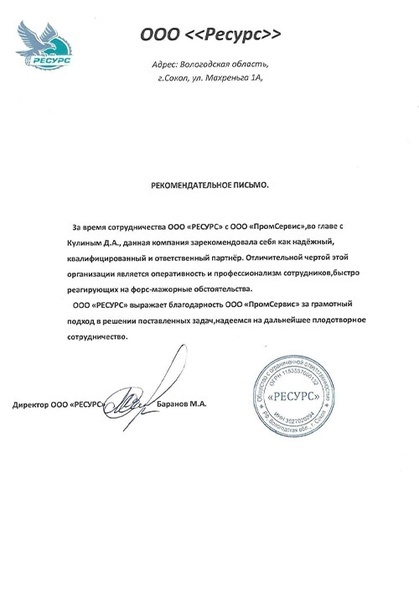 РЕСУРС
ООО <<Ресурс>>
Адрес: Вологодская область,
г.Сокол, ул. Махреньга 1А,
РЕКОМЕНДАТЕЛЬНОЕ ПИСЬМО.
За время сотрудничества ООО «РЕСУРС» с ООО «ПромСервис»,во главе с
Кулиным Д.А., данная компания зарекомендовала себя как надёжный,
квалифицированный и ответственный партнёр. Отличительной чертой этой
организации является оперативность и профессионализм сотрудников,быстро
реагирующих на форс-мажорные обстоятельства.
ООО «РЕСУРС» выражает благодарность ООО «ПромСервис» за грамотный
подход в решении поставленных задач,надеемся на дальнейшее плодотворное
сотрудничество.
Директор ООО «РЕСУРС» Баранов М.А.
Общество с ограниченной ответственностью
ОГРН
«РЕСУРС»
ИНН